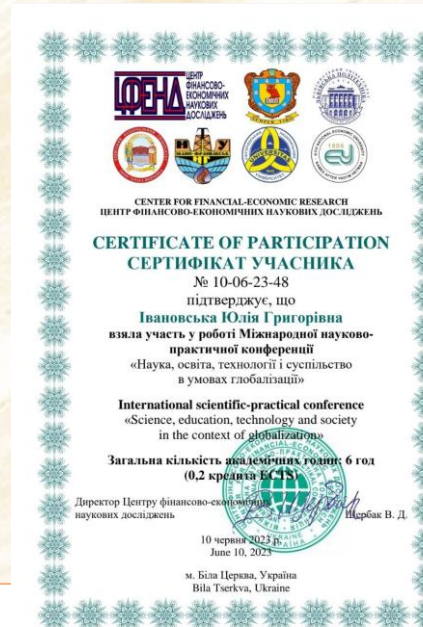 ЦФЕНД
ЦЕНТР
ФІНАНСОВО-
ЕКОНОМІЧНИХ
НАУКОВИХ
ДОСЛІДЖЕНЬ
CENTER FOR FINANCIAL-ECONOMIC RESEARCH
ЦЕНТР ФІНАНСОВО-ЕКОНОМІЧНИХ НАУКОВИХ ДОСЛІДЖЕНЬ
CERTIFICATE OF PARTICIPATION
СЕРТИФІКАТ УЧАСНИКА
№ 10-06-23-48
підтверджує, що
Івановська Юлія Григорівна
взяла участь у роботі Міжнародної науково-
практичної конференції
«Наука, освіта, технології і суспільство
в умовах глобалізації»
International scientific-practical conference
«Science, education, technology and society
in the context of globalization»
Загальна кількість академічних годин: 6 год
(0,2 кредита ECTS)
Директор Центру фінансово-економічних
наукових досліджень Щербак В. Д.
10 червня 2023 р.
June 10, 2023
м. Біла Церква, Україна
Bila Tserkva, Ukraine